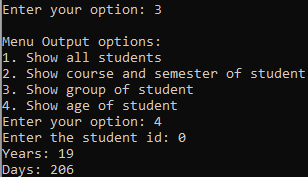 Enter your option: 3
Menu Output options:
1. Show all students
2. Show course and semester of student
3. Show group of student
4. Show age of student
Enter your option: 4
Enter the student id: 0
Years: 19
Days: 206